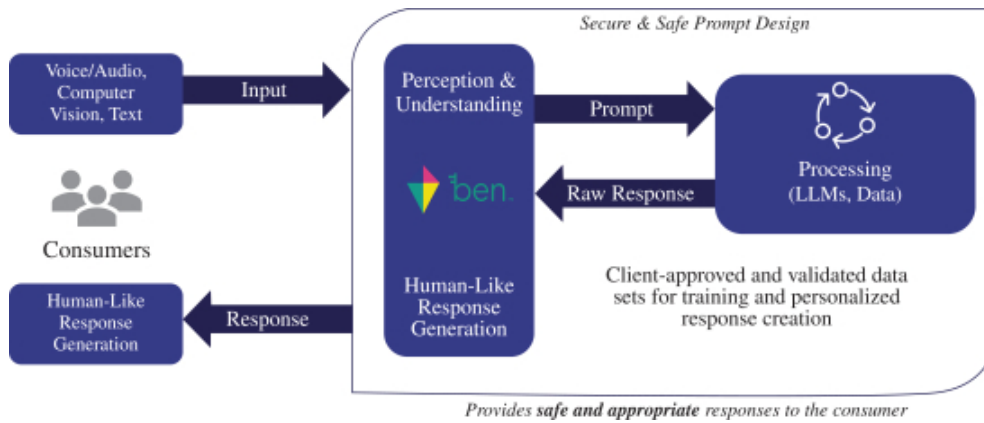 Secure & Safe Prompt Design
Voice/Audio,
Computer
Vision, Text
Input
Perception &
Understanding
Prompt
Processing
(LLMs, Data)
ben
Raw Response
Consumers
Human-Like
Response
Generation
Response
Human-Like
Response
Generation
Client-approved and validated data
sets for training and personalized
response creation
Provides safe and appropriate responses to the consumer